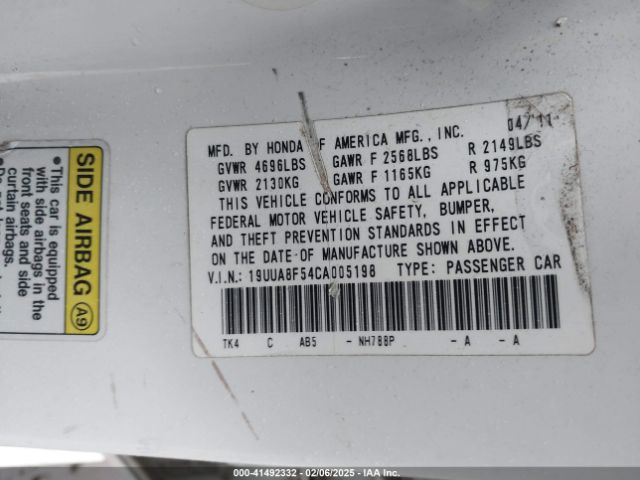 MFD. BY HONDA OF AMERICA MFG., INC. 04/11
GVWR 4696LBS GAWR F 2568LBS R 2149LBS
GVWR 2130KG GAWR F 1165KG R 975KG
THIS VEHICLE CONFORMS TO ALL APPLICABLE
FEDERAL MOTOR VEHICLE SAFETY, BUMPER,
AND THEFT PREVENTION STANDARDS IN EFFECT
ON THE DATE OF MANUFACTURE SHOWN ABOVE.
V.I.N.: 19UUA8F54CA005198 TYPE: PASSENGER CAR
TK4 C AB5 - NH788P - A - A
SIDE AIRBAG A9
•This car is equipped
with side airbags in the
front seats and side
curtain airbags.
000-41492332 - 02/06/2025 - Copyright IAA, LLC